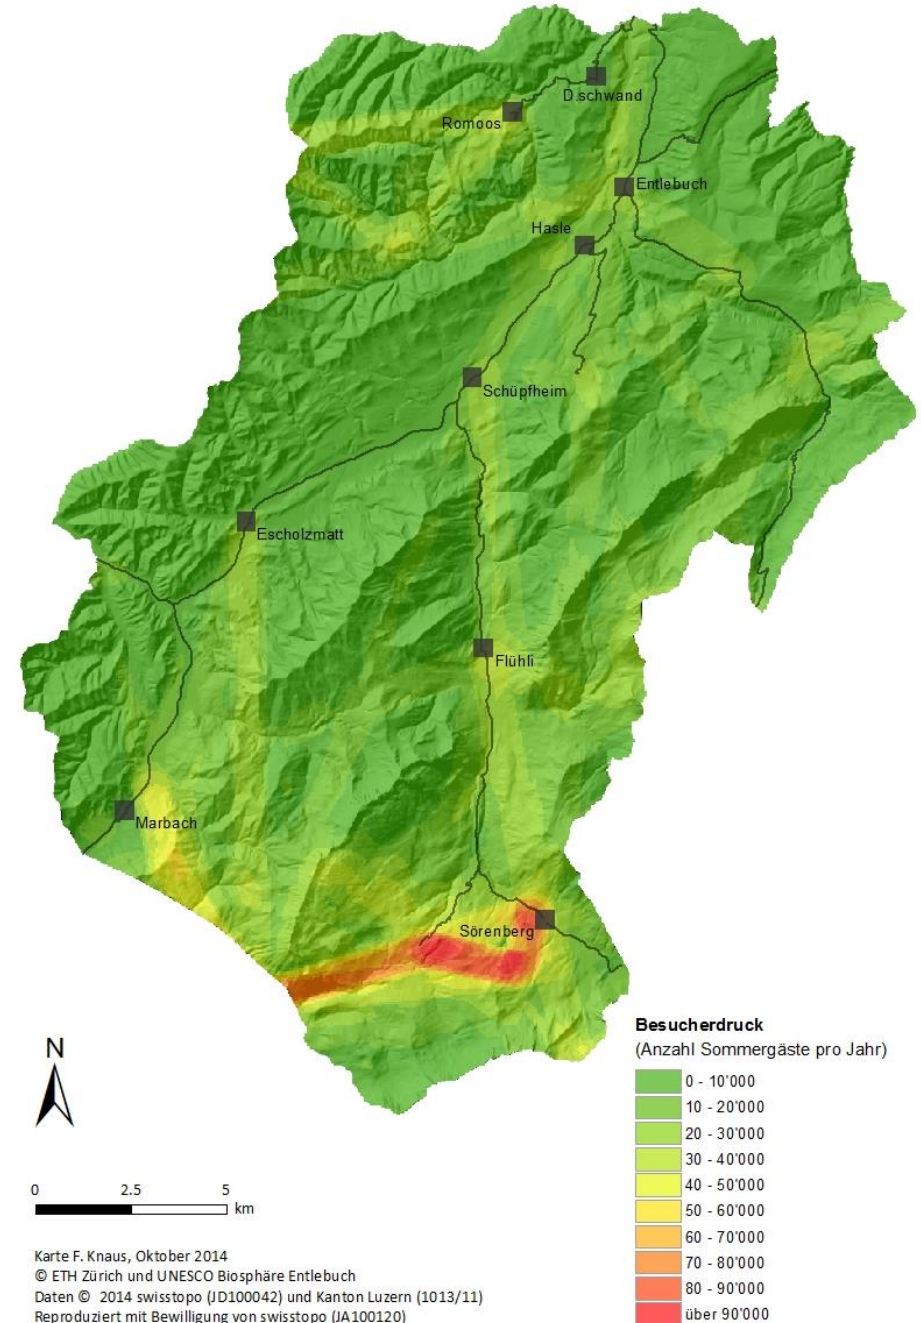 D.schwand
Romoos
Entlebuch
Hasle
Schüpfheim
Escholzmatt
Flühli
Marbach
Sörenberg
N
0 2.5 5
km
Besucherdruck
(Anzahl Sommergäste pro Jahr)
0 - 10'000
10 - 20'000
20 - 30'000
30 - 40'000
40 - 50'000
50 - 60'000
60 - 70'000
70 - 80'000
80 - 90'000
über 90'000
Karte F. Knaus, Oktober 2014
© ETH Zürich und UNESCO Biosphäre Entlebuch
Daten © 2014 swisstopo (JD100042) und Kanton Luzern (1013/11)
Reproduziert mit Bewilligung von swisstopo (JA100120)